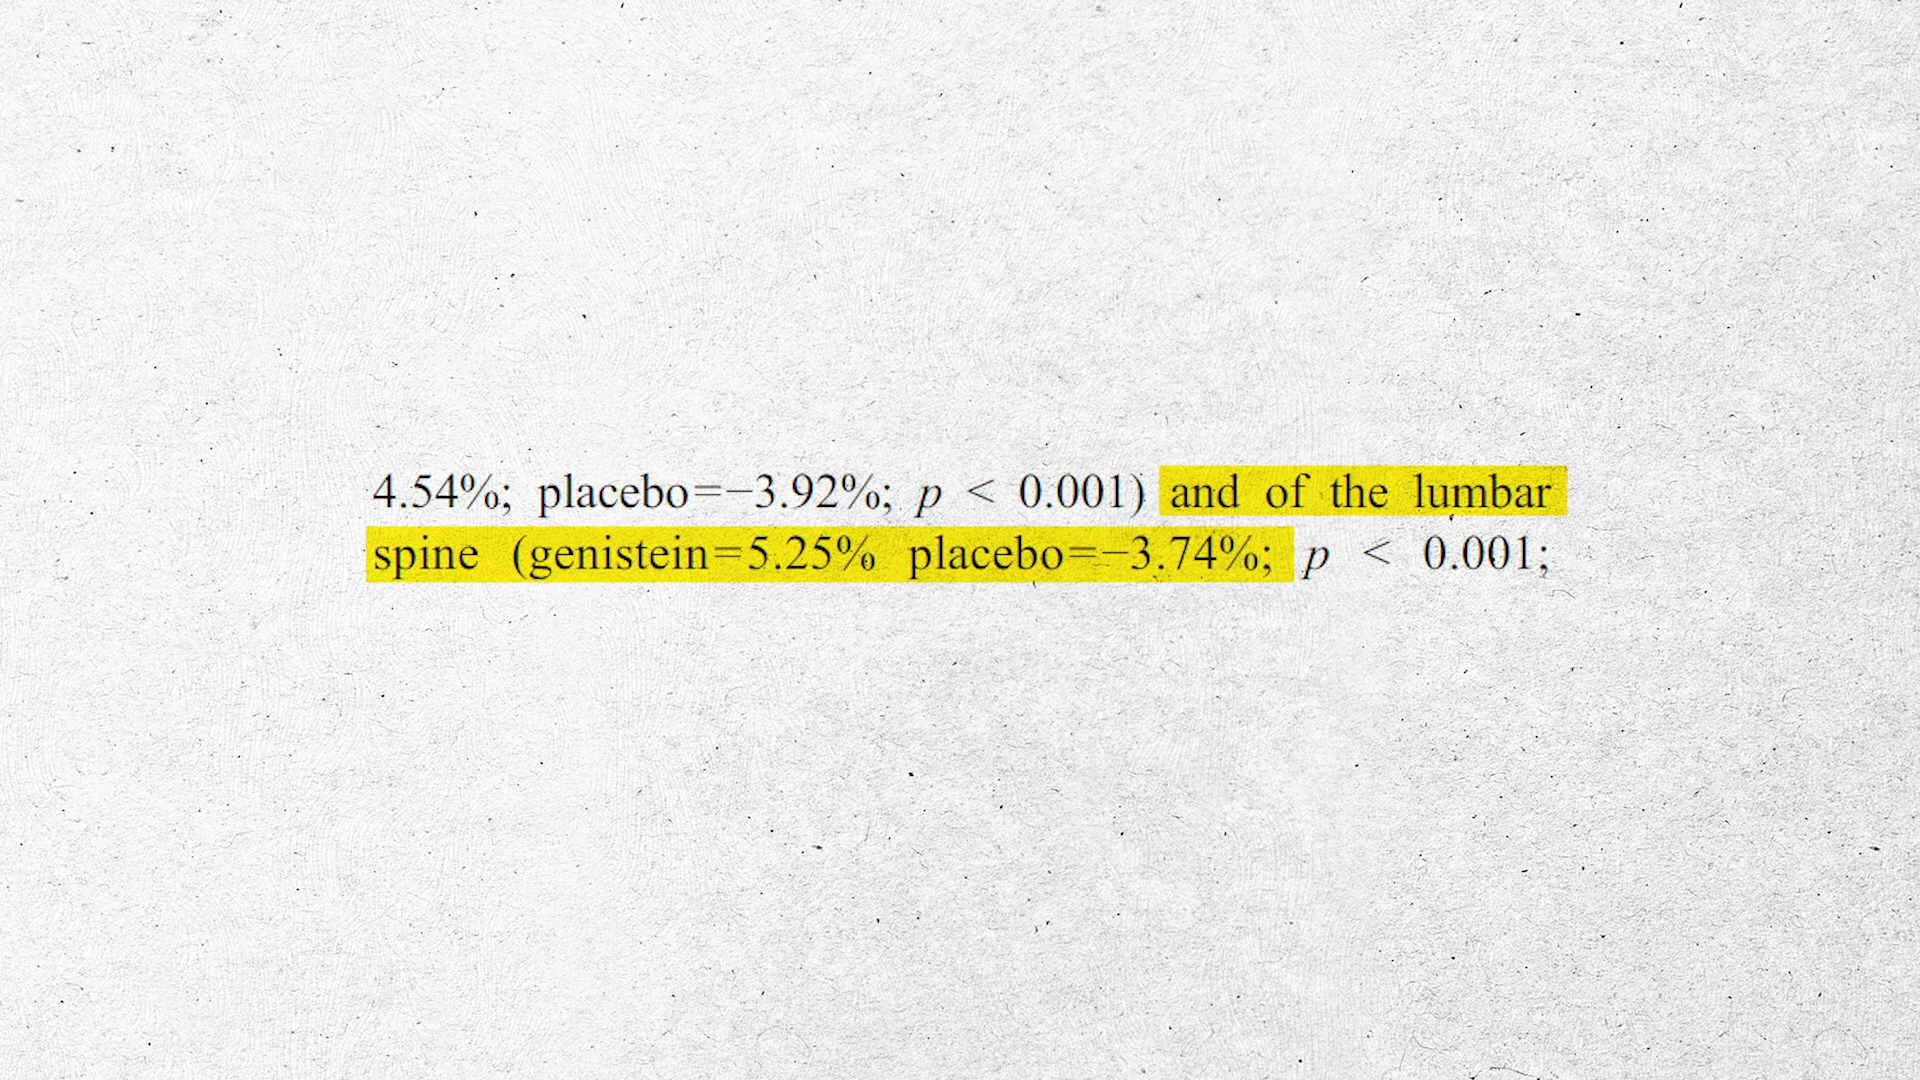 4.54%; placebo=−3.92%; p < 0.001) and of the lumbar
spine (genistein=5.25% placebo=−3.74%; p < 0.001;